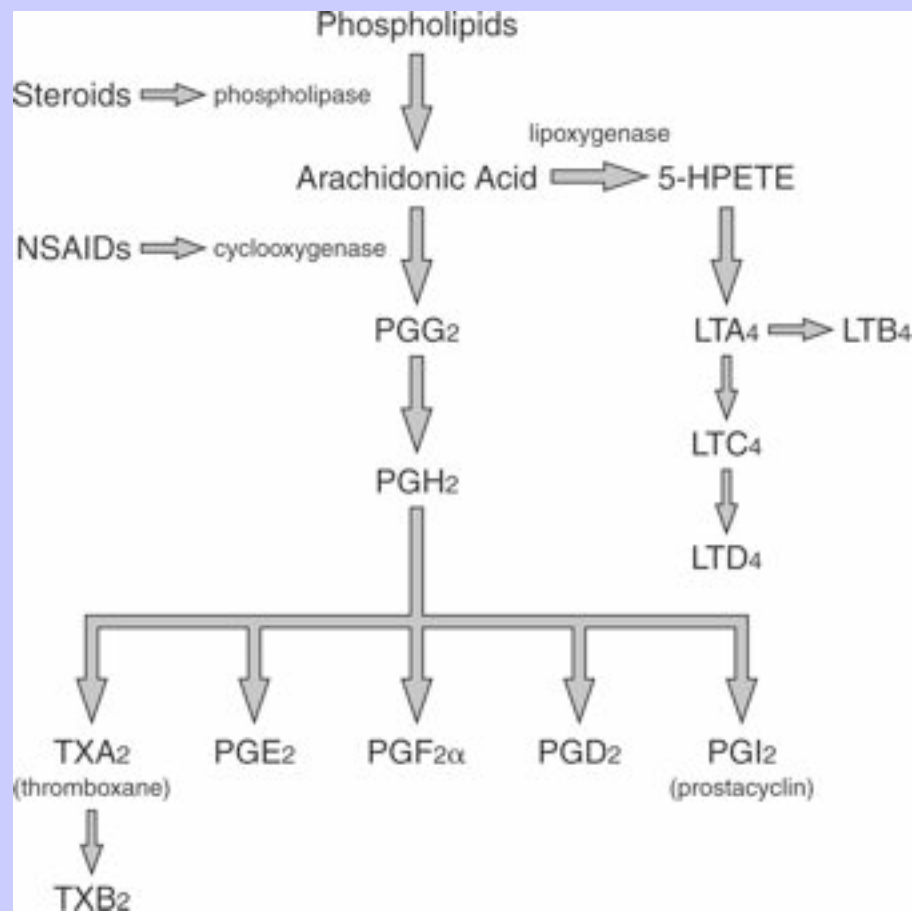 Phospholipids
Steroids phospholipase
lipoxygenase
Arachidonic Acid 5-HPETE
NSAIDs cyclooxygenase
PGG2 LTA4 LTB4
LTC4
PGH2
LTD4
TXA2 PGE2 PGF2α PGD2 PGI2
(thromboxane) (prostacyclin)
TXB2